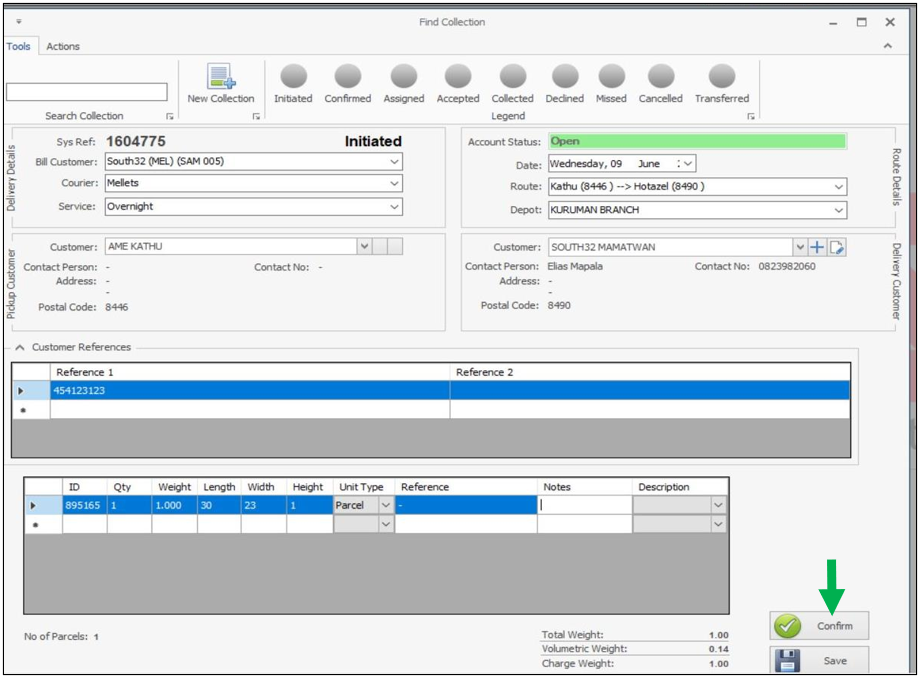 Find Collection
Tools Actions
New Collection Initiated Confirmed Assigned Accepted Collected Declined Missed Cancelled Transferred
Search Collection Legend
Delivery Details
Sys Ref: 1604775 Initiated
Bill Customer: South32 (MEL) (SAM 005)
Courier: Mellets
Service: Overnight
Account Status: Open
Date: Wednesday, 09 June :
Route: Kathu (8446 ) --> Hotazel (8490 )
Depot: KURUMAN BRANCH
Route Details
Pickup Customer
Customer: AME KATHU
Contact Person: - Contact No: -
Address: -
-
Postal Code: 8446
Customer: SOUTH32 MAMATWAN
Contact Person: Elias Mapala Contact No: 0823982060
Address: -
-
Postal Code: 8490
Delivery Customer
Customer References
Reference 1 Reference 2
454123123
ID Qty Weight Length Width Height Unit Type Reference Notes Description
895165 1 1.000 30 23 1 Parcel -
No of Parcels: 1
Total Weight: 1.00
Volumetric Weight: 0.14
Charge Weight: 1.00
Confirm
Save